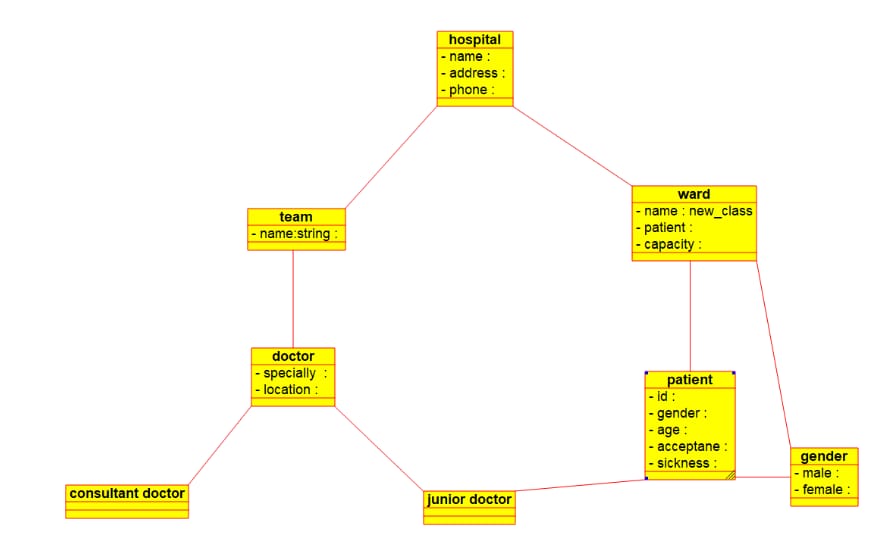 hospital
- name :
- address :
- phone :
team
- name:string :
ward
- name : new_class
- patient :
- capacity :
doctor
- specially :
- location :
patient
- id :
- gender :
- age :
- acceptane :
- sickness :
gender
- male :
- female :
consultant doctor
junior doctor